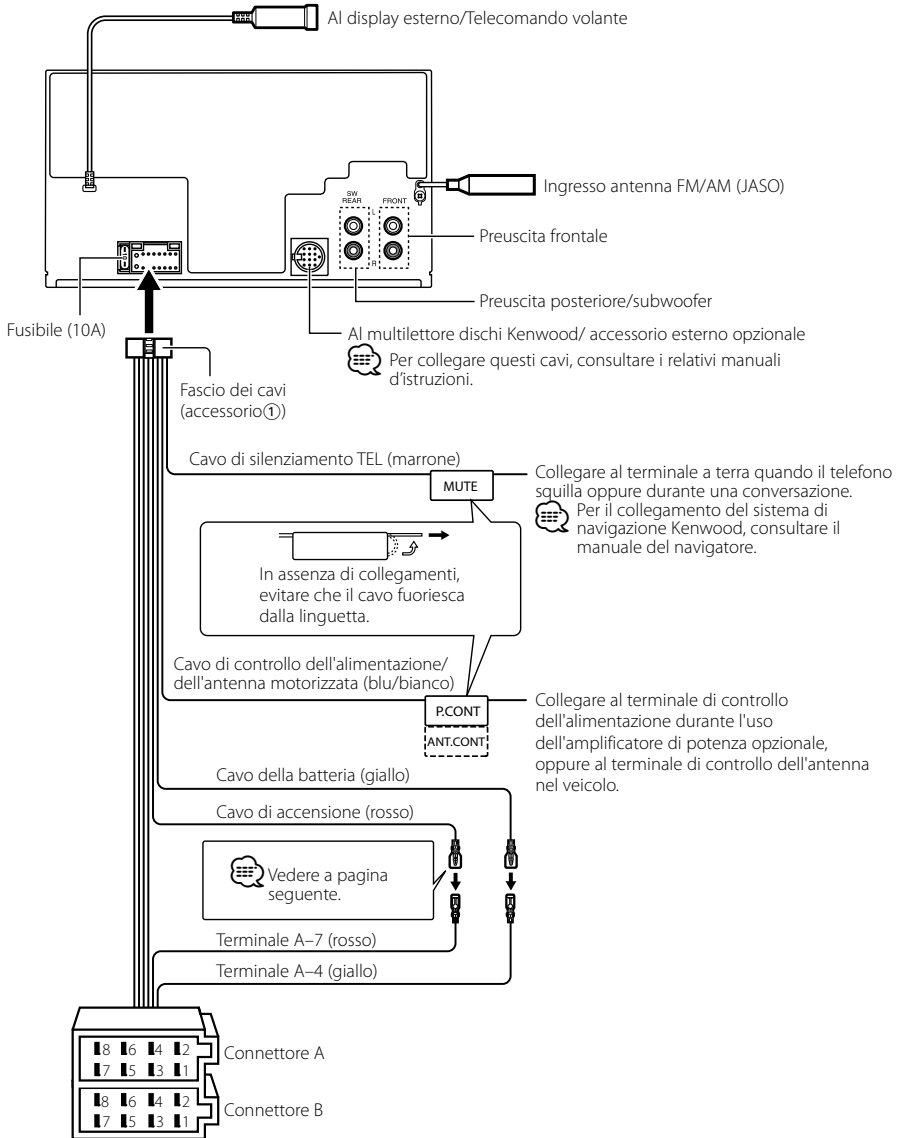 Al display esterno/Telecomando volante
SW
REAR
FRONT
L
R
Ingresso antenna FM/AM (JASO)
Preuscita frontale
Preuscita posteriore/subwoofer
Fusibile (10A)
Al multilettore dischi Kenwood/ accessorio esterno opzionale
Per collegare questi cavi, consultare i relativi manuali
d'istruzioni.
Fascio dei cavi
(accessorio①)
Cavo di silenziamento TEL (marrone)
MUTE
Collegare al terminale a terra quando il telefono
squilla oppure durante una conversazione.
Per il collegamento del sistema di
navigazione Kenwood, consultare il
manuale del navigatore.
In assenza di collegamenti,
evitare che il cavo fuoriesca
dalla linguetta.
Cavo di controllo dell'alimentazione/
dell'antenna motorizzata (blu/bianco)
P.CONT
ANT.CONT
Collegare al terminale di controllo
dell'alimentazione durante l'uso
dell'amplificatore di potenza opzionale,
oppure al terminale di controllo dell'antenna
nel veicolo.
Cavo della batteria (giallo)
Cavo di accensione (rosso)
Vedere a pagina
seguente.
Terminale A–7 (rosso)
Terminale A–4 (giallo)
8 6 4 2
7 5 3 1
Connettore A
8 6 4 2
7 5 3 1
Connettore B